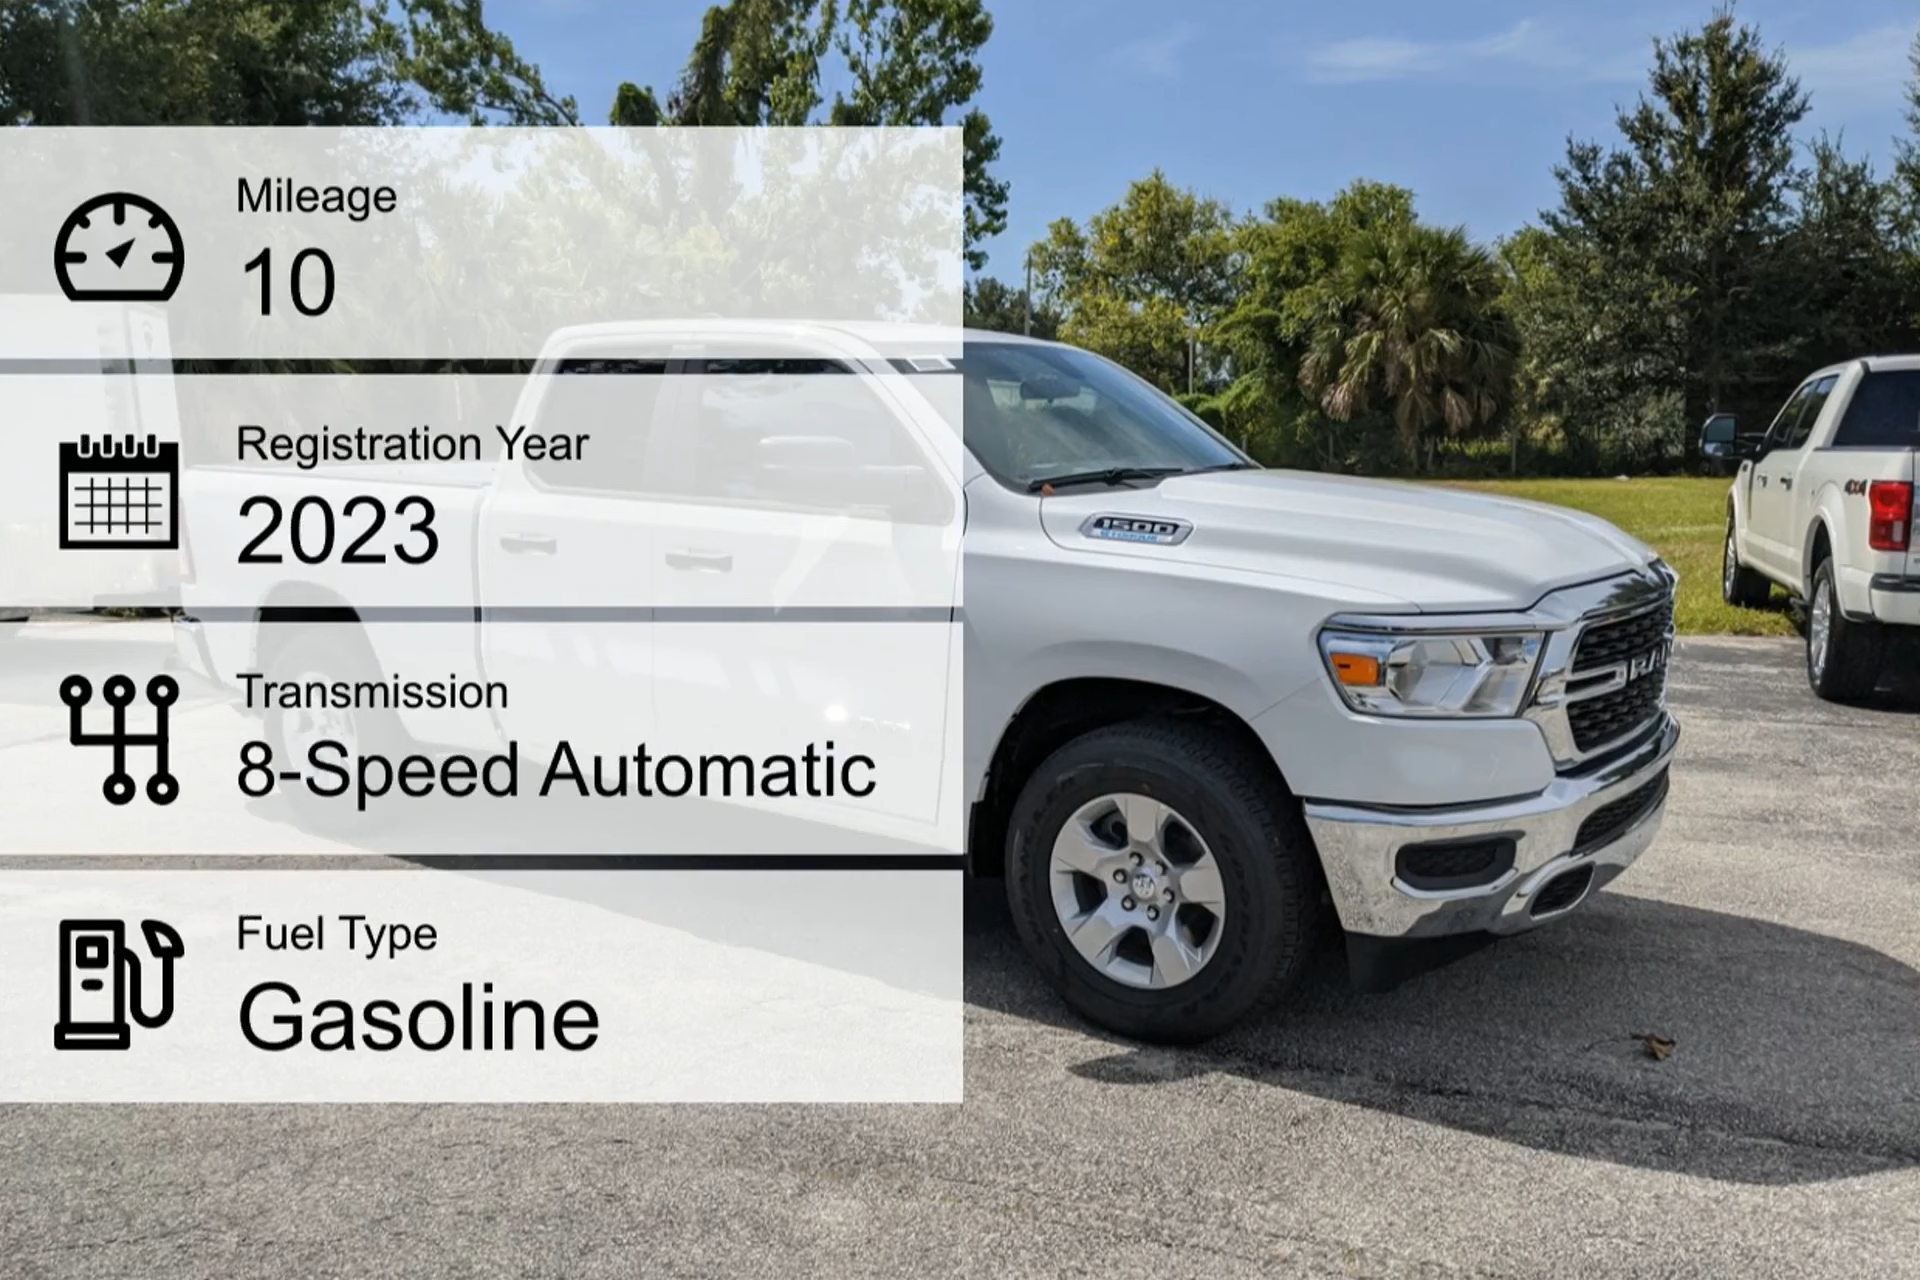 Mileage
10
Registration Year
2023
Transmission
8-Speed Automatic
Fuel Type
Gasoline
1500
4x4
RAM